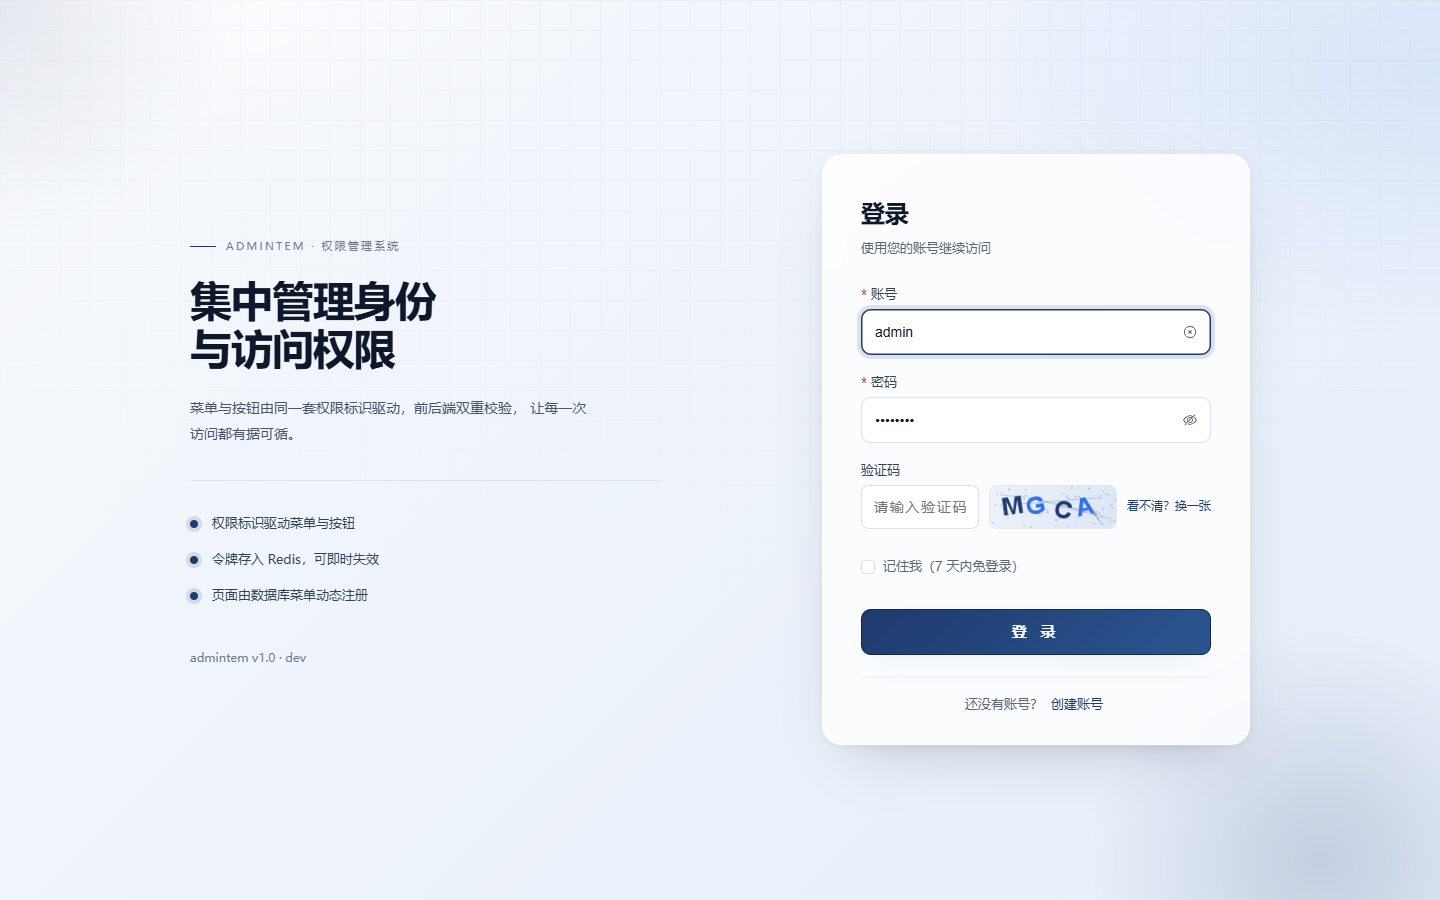 ADMINTEM · 权限管理系统
集中管理身份
与访问权限
菜单与按钮由同一套权限标识驱动，前后端双重校验， 让每一次
访问都有据可循。
权限标识驱动菜单与按钮
令牌存入 Redis，可即时失效
页面由数据库菜单动态注册
admintem v1.0 · dev
登录
使用您的账号继续访问
* 账号
admin
* 密码
••••••••
验证码
请输入验证码 MGCA 看不清？换一张
记住我（7 天内免登录）
登 录
还没有账号？ 创建账号